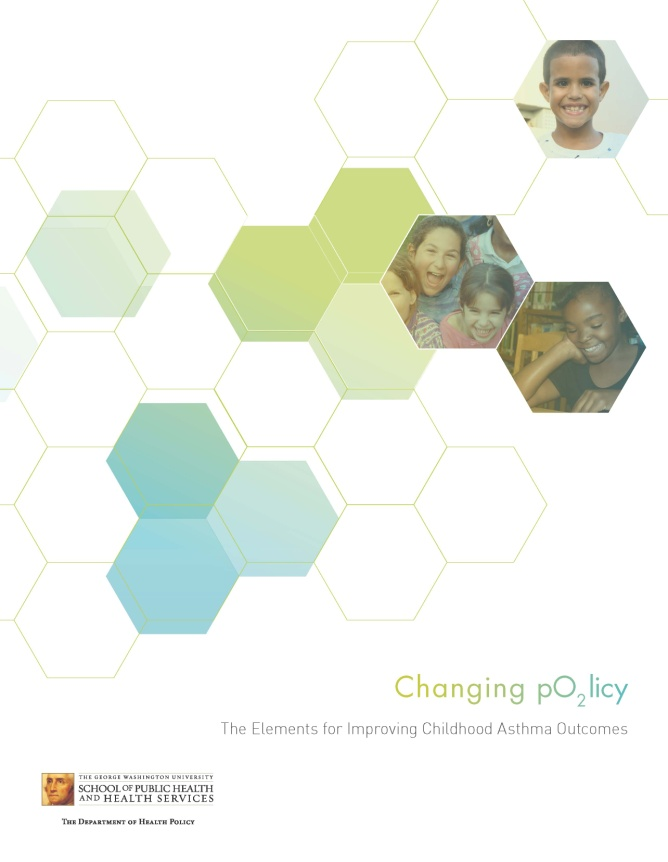 Changing pO₂licy
The Elements for Improving Childhood Asthma Outcomes
THE GEORGE WASHINGTON UNIVERSITY
SCHOOL OF PUBLIC HEALTH
AND HEALTH SERVICES
THE DEPARTMENT OF HEALTH POLICY